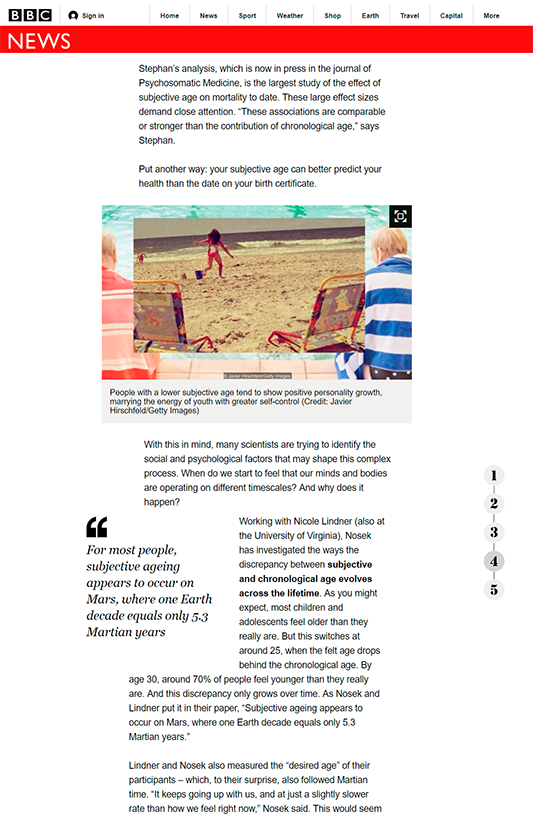 BBC Sign in Home News Sport Weather Shop Earth Travel Capital More
NEWS
Stephan's analysis, which is now in press in the journal of
Psychosomatic Medicine, is the largest study of the effect of
subjective age on mortality to date. These large effect sizes
demand close attention. “These associations are comparable
or stronger than the contribution of chronological age,” says
Stephan.
Put another way: your subjective age can better predict your
health than the date on your birth certificate.
© Javier Hirschfeld/Getty Images
People with a lower subjective age tend to show positive personality growth,
marrying the energy of youth with greater self-control (Credit: Javier
Hirschfeld/Getty Images)
With this in mind, many scientists are trying to identify the
social and psychological factors that may shape this complex
process. When do we start to feel that our minds and bodies
are operating on different timescales? And why does it
happen?
“
For most people,
subjective ageing
appears to occur on
Mars, where one Earth
decade equals only 5.3
Martian years
Working with Nicole Lindner (also at
the University of Virginia), Nosek
has investigated the ways the
discrepancy between subjective
and chronological age evolves
across the lifetime. As you might
expect, most children and
adolescents feel older than they
really are. But this switches at
around 25, when the felt age drops
behind the chronological age. By
age 30, around 70% of people feel younger than they really
are. And this discrepancy only grows over time. As Nosek and
Lindner put it in their paper, “Subjective ageing appears to
occur on Mars, where one Earth decade equals only 5.3
Martian years.”
Lindner and Nosek also measured the “desired age” of their
participants – which, to their surprise, also followed Martian
time. “It keeps going up with us, and at just a slightly slower
rate than how we feel right now,” Nosek said. This would seem
1
2
3
4
5